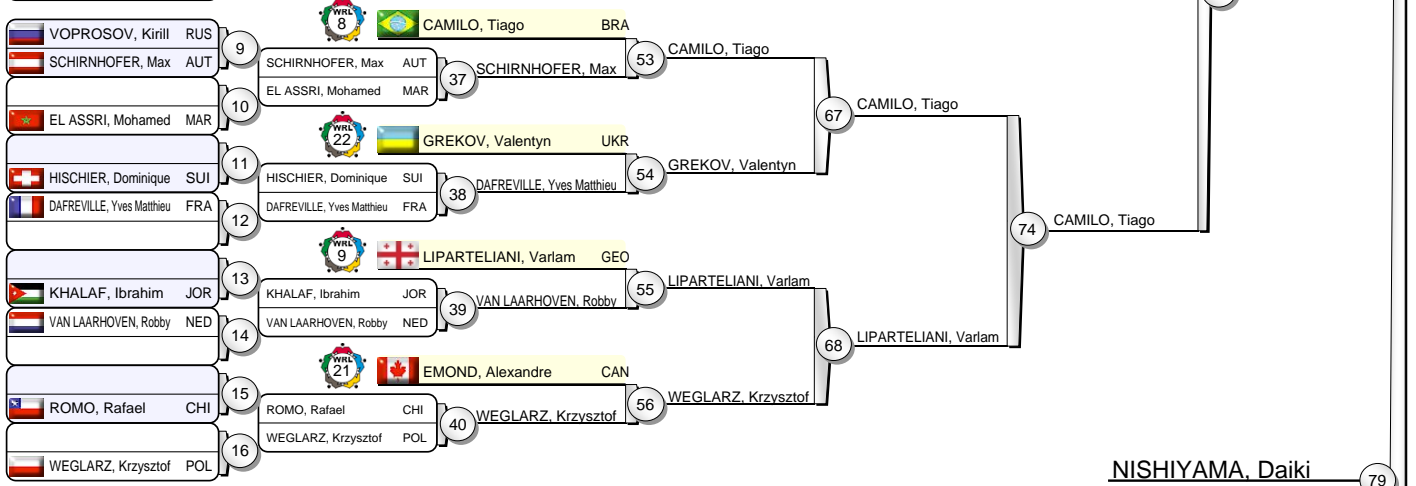 WRL
8
CAMILO, Tiago BRA
VOPROSOV, Kirill RUS
SCHIRNHOFER, Max AUT
9
SCHIRNHOFER, Max AUT
EL ASSRI, Mohamed MAR
37
SCHIRNHOFER, Max
53
CAMILO, Tiago
EL ASSRI, Mohamed MAR
10
67
CAMILO, Tiago
WRL
22
GREKOV, Valentyn UKR
HISCHIER, Dominique SUI
11
HISCHIER, Dominique SUI
DAFREVILLE, Yves Matthieu FRA
38
DAFREVILLE, Yves Matthieu
54
GREKOV, Valentyn
DAFREVILLE, Yves Matthieu FRA
12
74
CAMILO, Tiago
WRL
9
LIPARTELIANI, Varlam GEO
KHALAF, Ibrahim JOR
13
KHALAF, Ibrahim JOR
VAN LAARHOVEN, Robby NED
39
VAN LAARHOVEN, Robby
55
LIPARTELIANI, Varlam
VAN LAARHOVEN, Robby NED
14
68
LIPARTELIANI, Varlam
WRL
21
EMOND, Alexandre CAN
ROMO, Rafael CHI
15
ROMO, Rafael CHI
WEGLARZ, Krzysztof POL
40
WEGLARZ, Krzysztof
56
WEGLARZ, Krzysztof
WEGLARZ, Krzysztof POL
16
NISHIYAMA, Daiki
79